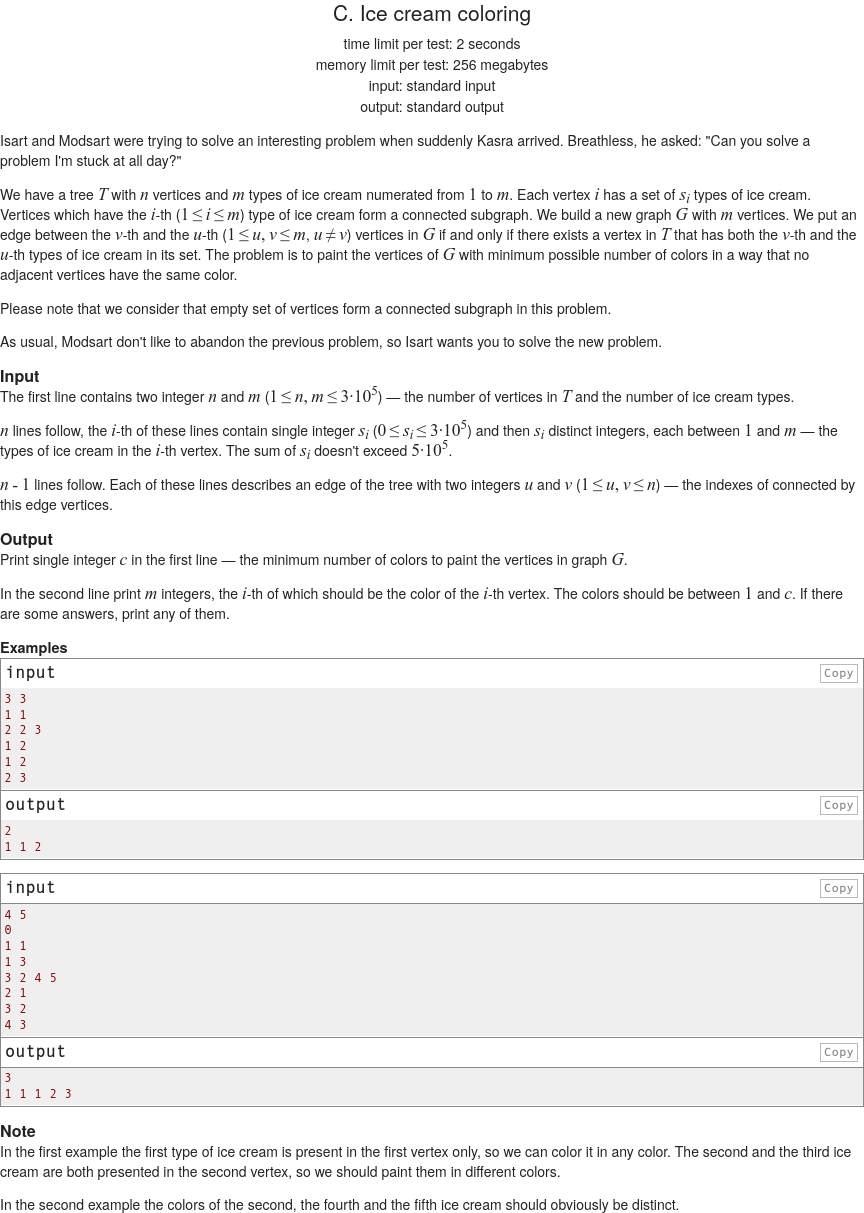 C. Ice cream coloring
time limit per test: 2 seconds
memory limit per test: 256 megabytes
input: standard input
output: standard output
Isart and Modsart were trying to solve an interesting problem when suddenly Kasra arrived. Breathless, he asked: "Can you solve a
problem I'm stuck at all day?"
We have a tree T with n vertices and m types of ice cream numerated from 1 to m. Each vertex i has a set of s_i types of ice cream.
Vertices which have the i-th (1 ≤ i ≤ m) type of ice cream form a connected subgraph. We build a new graph G with m vertices. We put an
edge between the v-th and the u-th (1 ≤ u, v ≤ m, u ≠ v) vertices in G if and only if there exists a vertex in T that has both the v-th and the
u-th types of ice cream in its set. The problem is to paint the vertices of G with minimum possible number of colors in a way that no
adjacent vertices have the same color.
Please note that we consider that empty set of vertices form a connected subgraph in this problem.
As usual, Modsart don't like to abandon the previous problem, so Isart wants you to solve the new problem.
Input
The first line contains two integer n and m (1 ≤ n, m ≤ 3·10^5) — the number of vertices in T and the number of ice cream types.
n lines follow, the i-th of these lines contain single integer s_i (0 ≤ s_i ≤ 3·10^5) and then s_i distinct integers, each between 1 and m — the
types of ice cream in the i-th vertex. The sum of s_i doesn't exceed 5·10^5.
n - 1 lines follow. Each of these lines describes an edge of the tree with two integers u and v (1 ≤ u, v ≤ n) — the indexes of connected by
this edge vertices.
Output
Print single integer c in the first line — the minimum number of colors to paint the vertices in graph G.
In the second line print m integers, the i-th of which should be the color of the i-th vertex. The colors should be between 1 and c. If there
are some answers, print any of them.
Examples
input Copy
3 3
1 1
2 2 3
1 2
1 2
2 3
output Copy
2
1 1 2
input Copy
4 5
0
1 1
1 3
3 2 4 5
2 1
3 2
4 3
output Copy
3
1 1 1 2 3
Note
In the first example the first type of ice cream is present in the first vertex only, so we can color it in any color. The second and the third ice
cream are both presented in the second vertex, so we should paint them in different colors.
In the second example the colors of the second, the fourth and the fifth ice cream should obviously be distinct.